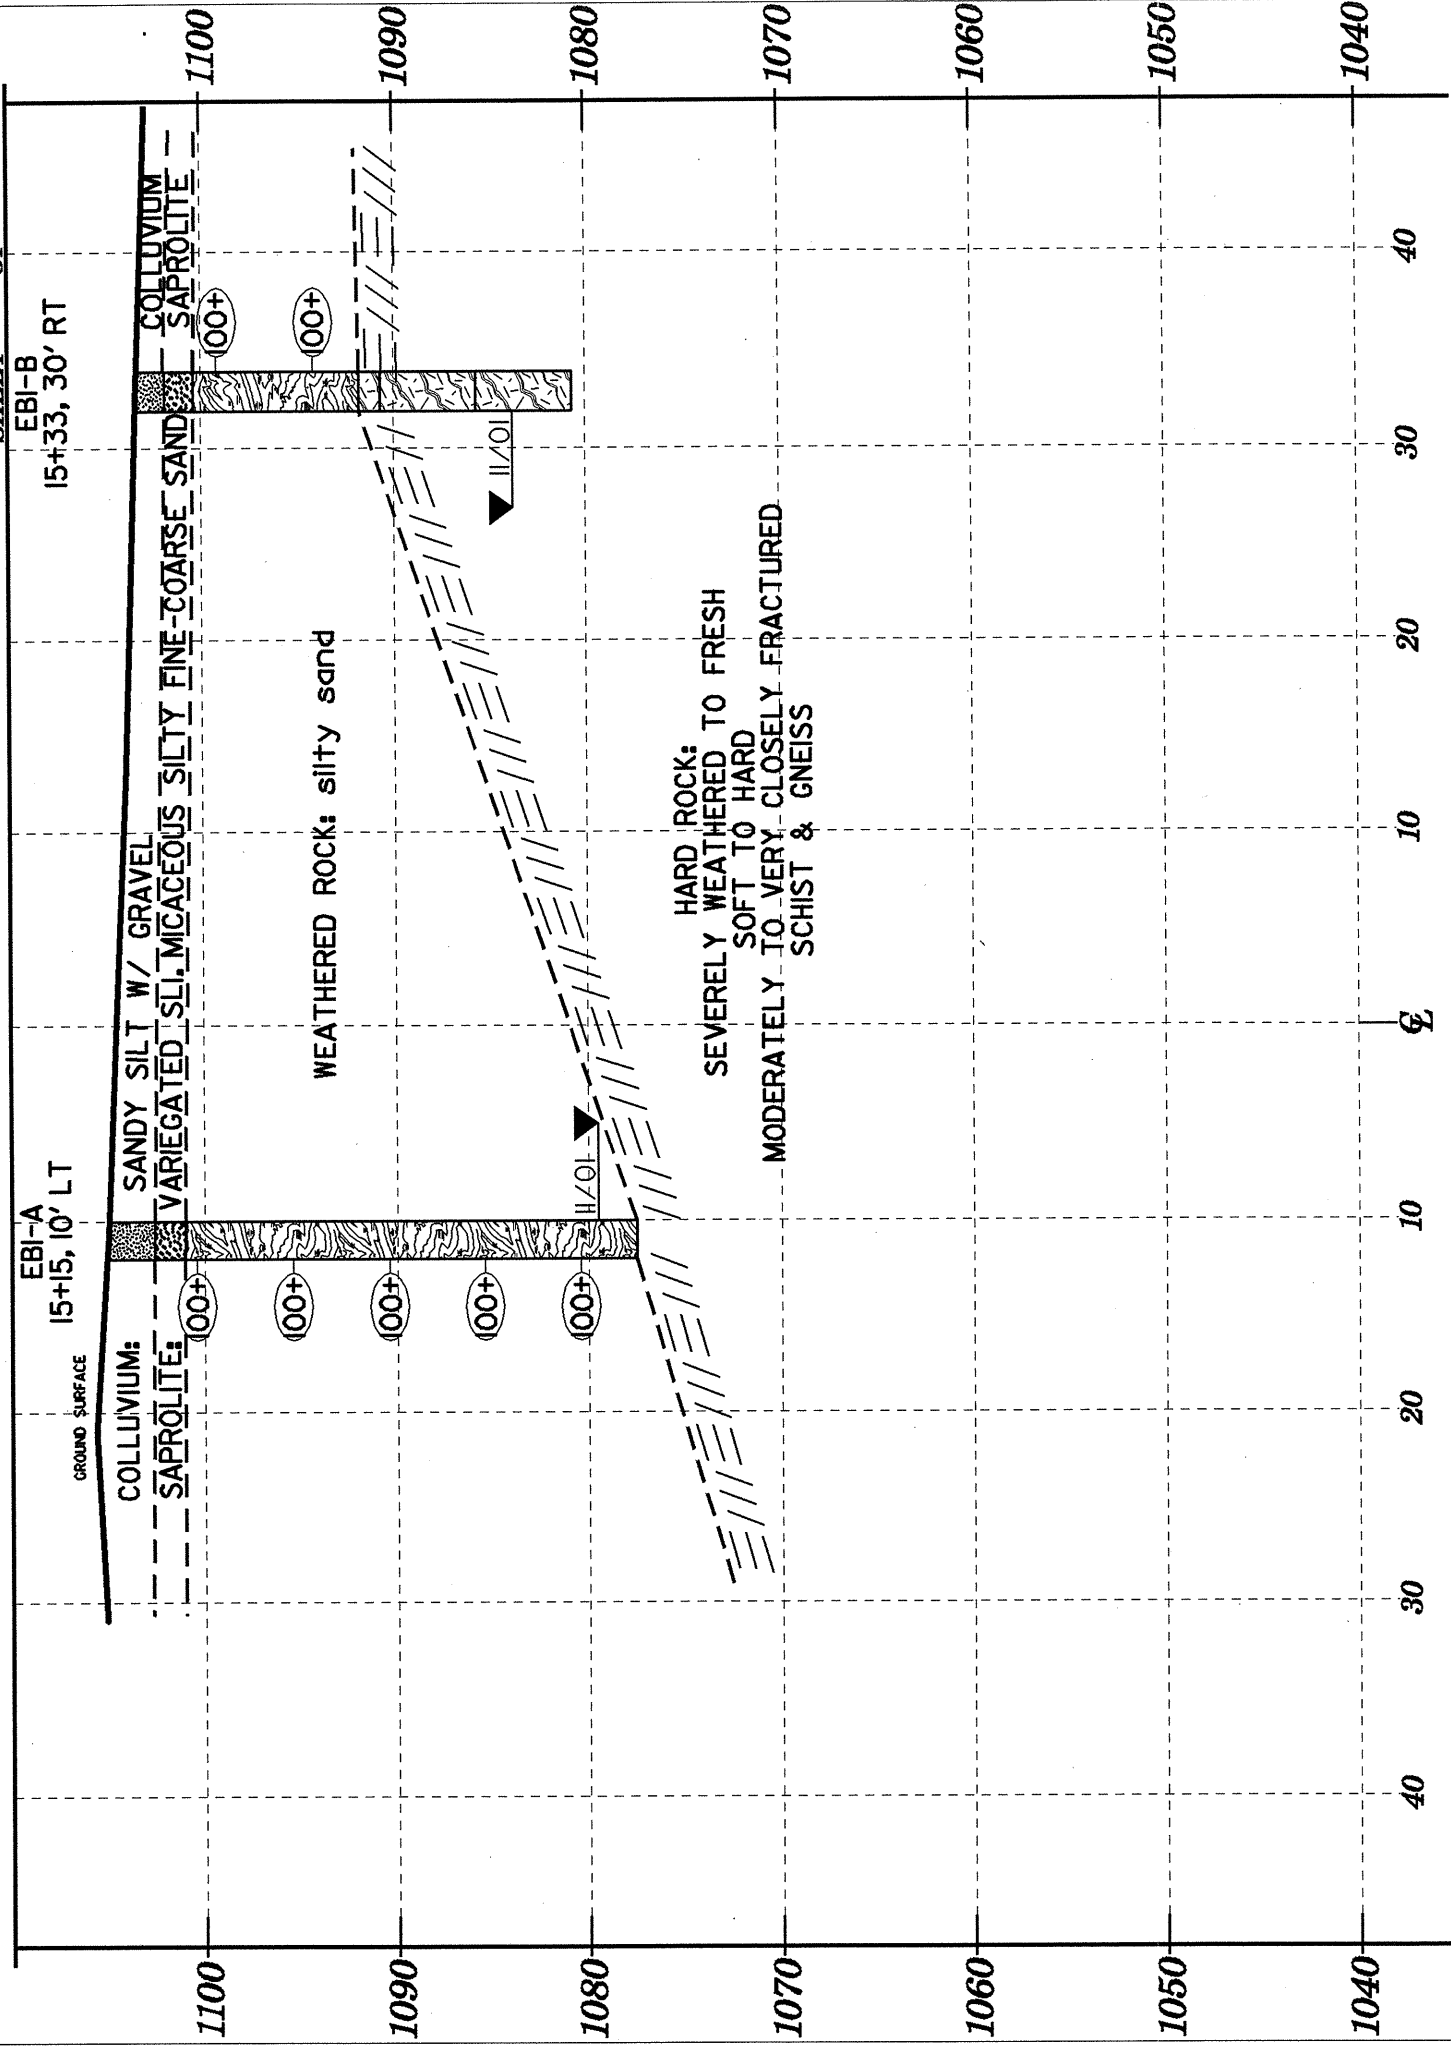 EBI-A
15+15, 10' LT
EBI-B
15+33, 30' RT
GROUND SURFACE
COLLUVIUM:
SANDY SILT W/ GRAVEL
COLLUVIUM
SAPROLITE:
VARIEGATED SLI. MICACEOUS SILTY FINE-COARSE SAND
SAPROLITE
1100
1100
100+
100+
100+
100+
WEATHERED ROCK: silty sand
1090
1090
100+
100+
11/01
1080
1080
100+
11/01
HARD ROCK:
SEVERELY WEATHERED TO FRESH
SOFT TO HARD
MODERATELY TO VERY CLOSELY FRACTURED
SCHIST & GNEISS
1070
1070
1060
1060
1050
1050
1040
1040
40
30
20
10
℄
10
20
30
40